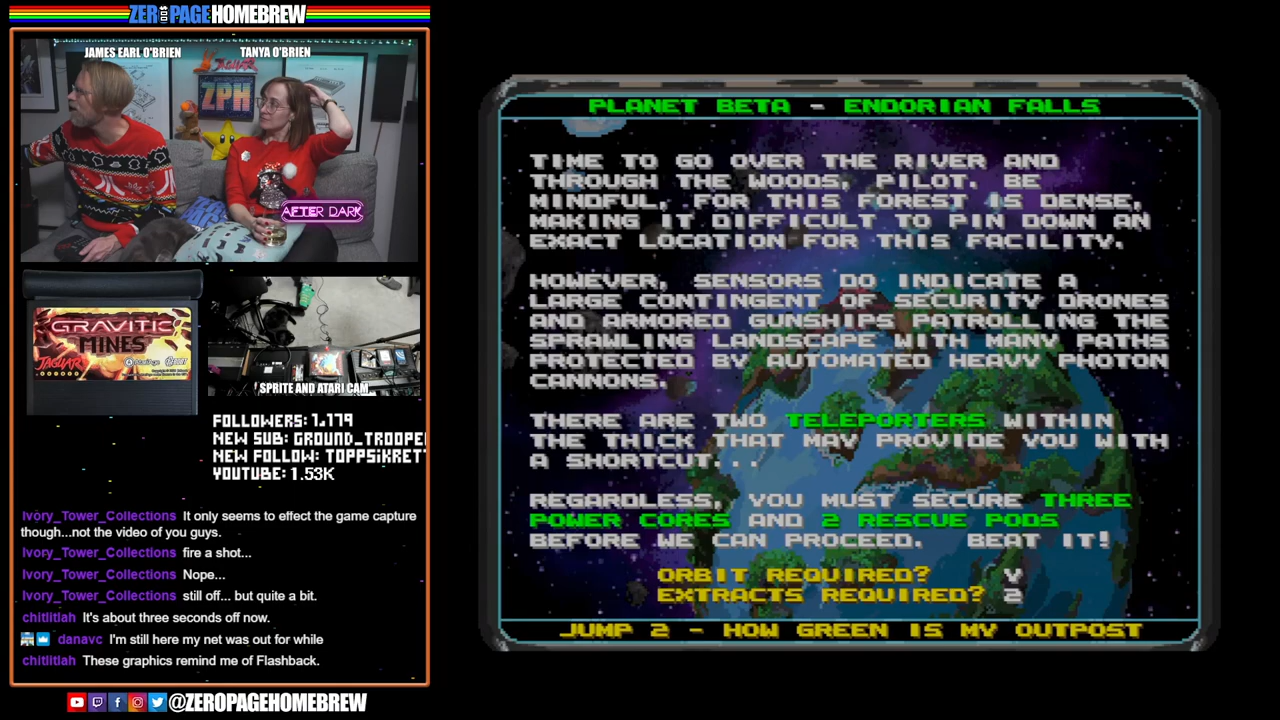 ZEROPAGE HOMEBREW
JAMES EARL O'BRIEN
TANYA O'BRIEN
JAGUAR
ZPH
AFTER DARK
GRAVITIC
MINES
JAGUAR
SPRITE AND ATARI CAM
FOLLOWERS: 1,179
NEW SUB: GROUND_TROOPE
NEW FOLLOW: TOPPSIKRET
YOUTUBE: 1.53K
Ivory_Tower_Collections It only seems to effect the game capture
though...not the video of you guys.
Ivory_Tower_Collections fire a shot...
Ivory_Tower_Collections Nope...
Ivory_Tower_Collections still off... but quite a bit.
chitlitlah It's about three seconds off now.
danavc I'm still here my net was out for while
chitlitlah These graphics remind me of Flashback.
@ZEROPAGEHOMEBREW
PLANET BETA - ENDORIAN FALLS
TIME TO GO OVER THE RIVER AND
THROUGH THE WOODS, PILOT. BE
MINDFUL, FOR THIS FOREST IS DENSE,
MAKING IT DIFFICULT TO PIN DOWN AN
EXACT LOCATION FOR THIS FACILITY.
HOWEVER, SENSORS DO INDICATE A
LARGE CONTINGENT OF SECURITY DRONES
AND ARMORED GUNSHIPS PATROLLING THE
SPRAWLING LANDSCAPE WITH MANY PATHS
PROTECTED BY AUTOMATED HEAVY PHOTON
CANNONS.
THERE ARE TWO TELEPORTERS WITHIN
THE THICK THAT MAY PROVIDE YOU WITH
A SHORTCUT...
REGARDLESS, YOU MUST SECURE THREE
POWER CORES AND 2 RESCUE PODS
BEFORE WE CAN PROCEED. BEAT IT!
ORBIT REQUIRED? Y
EXTRACTS REQUIRED? 2
JUMP 2 - HOW GREEN IS MY OUTPOST